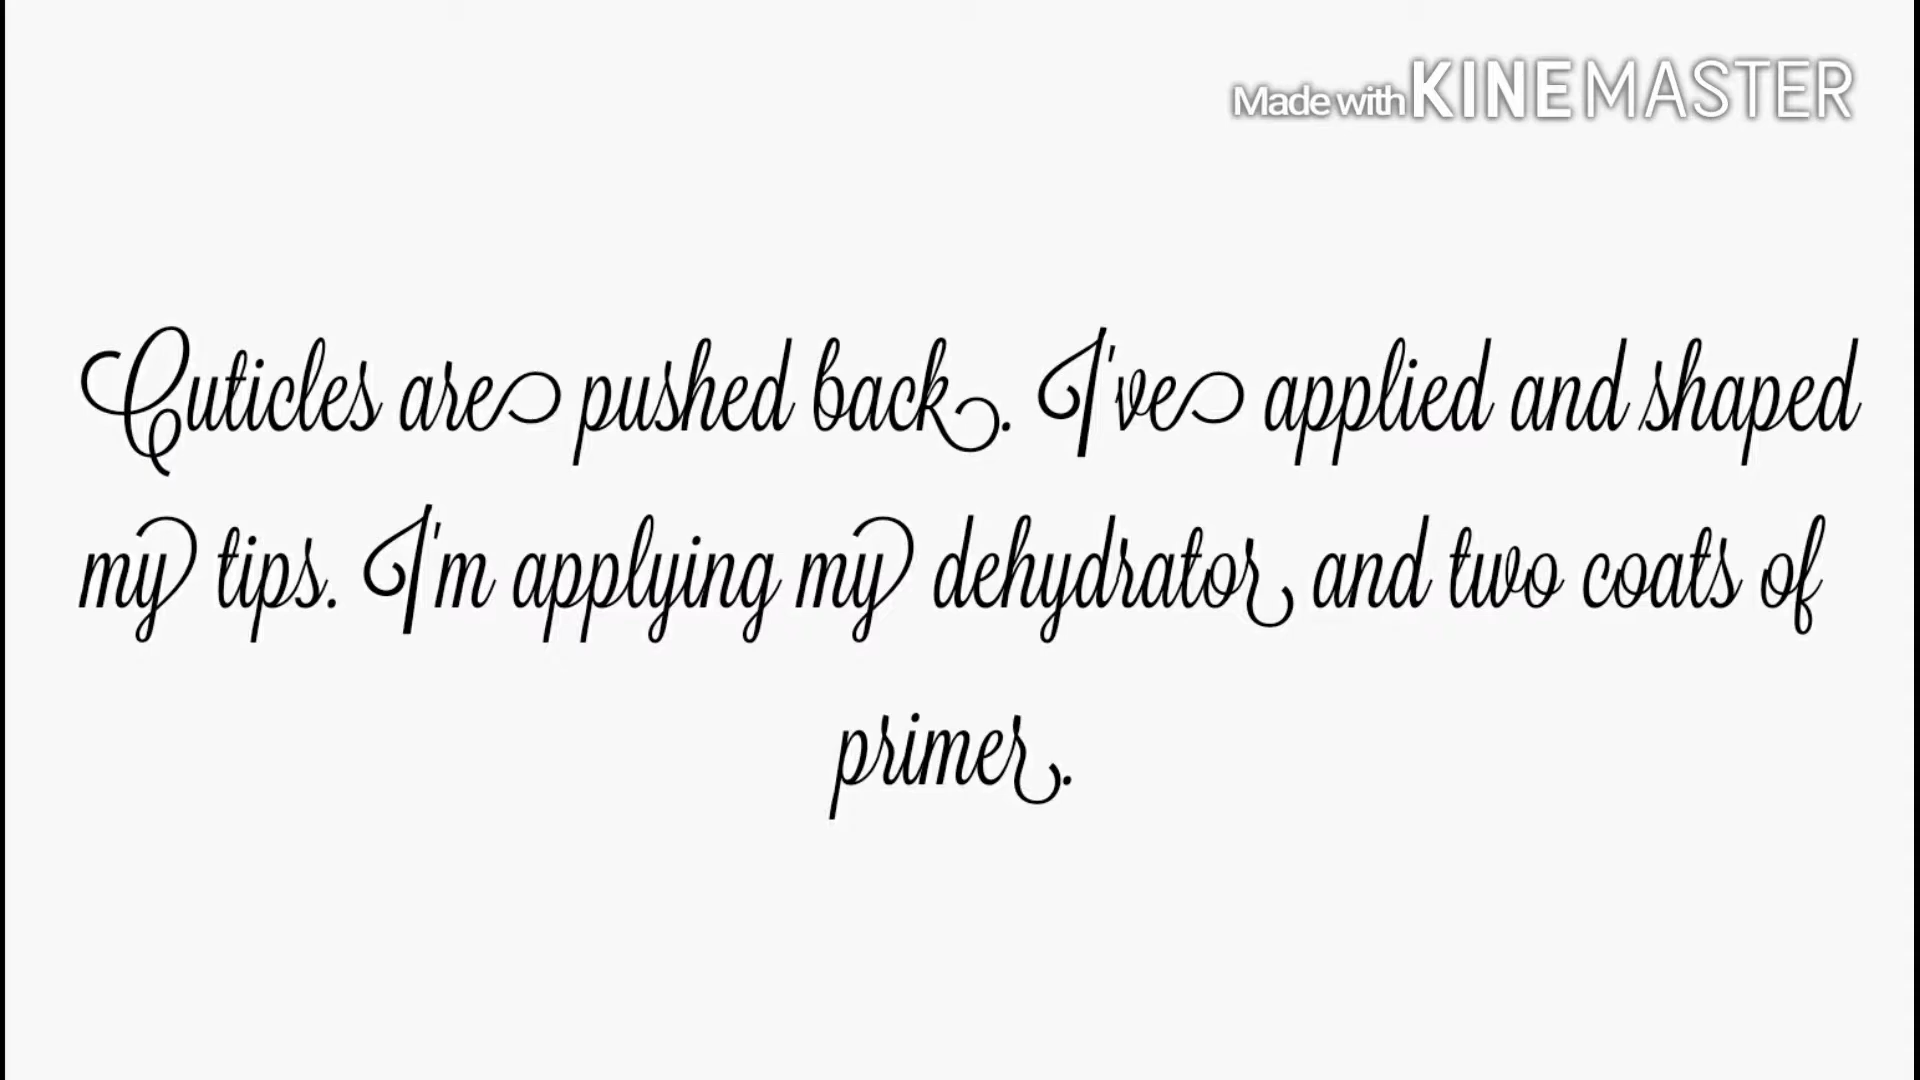 Made with KINEMASTER
Cuticles are pushed back. I've applied and shaped
my tips. I'm applying my dehydrator and two coats of
primer.